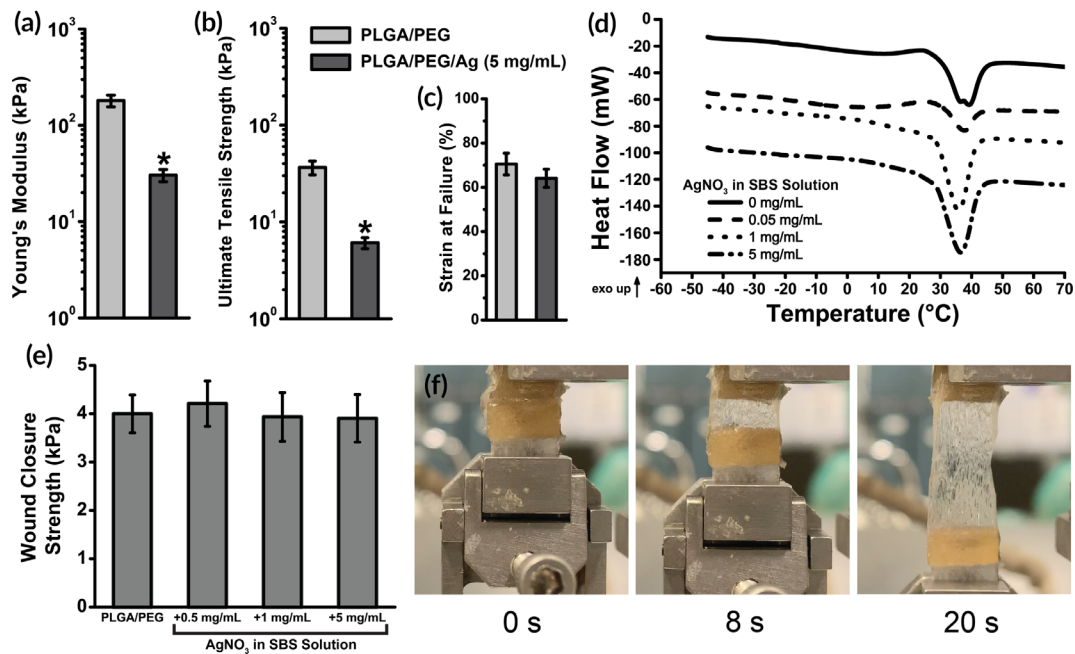 (a)
Young's Modulus (kPa)
10³
10²
10¹
10⁰
*
(b)
Ultimate Tensile Strength (kPa)
10³
10²
10¹
10⁰
*
PLGA/PEG
PLGA/PEG/Ag (5 mg/mL)
(c)
Strain at Failure (%)
100
80
60
40
20
0
(d)
Heat Flow (mW)
0
-20
-40
-60
-80
-100
-120
-140
-160
-180
AgNO₃ in SBS Solution
0 mg/mL
0.05 mg/mL
1 mg/mL
5 mg/mL
exo up
-60 -50 -40 -30 -20 -10 0 10 20 30 40 50 60 70
Temperature (°C)
(e)
Wound Closure
Strength (kPa)
5
4
3
2
1
0
PLGA/PEG +0.5 mg/mL +1 mg/mL +5 mg/mL
AgNO₃ in SBS Solution
(f)
0 s 8 s 20 s